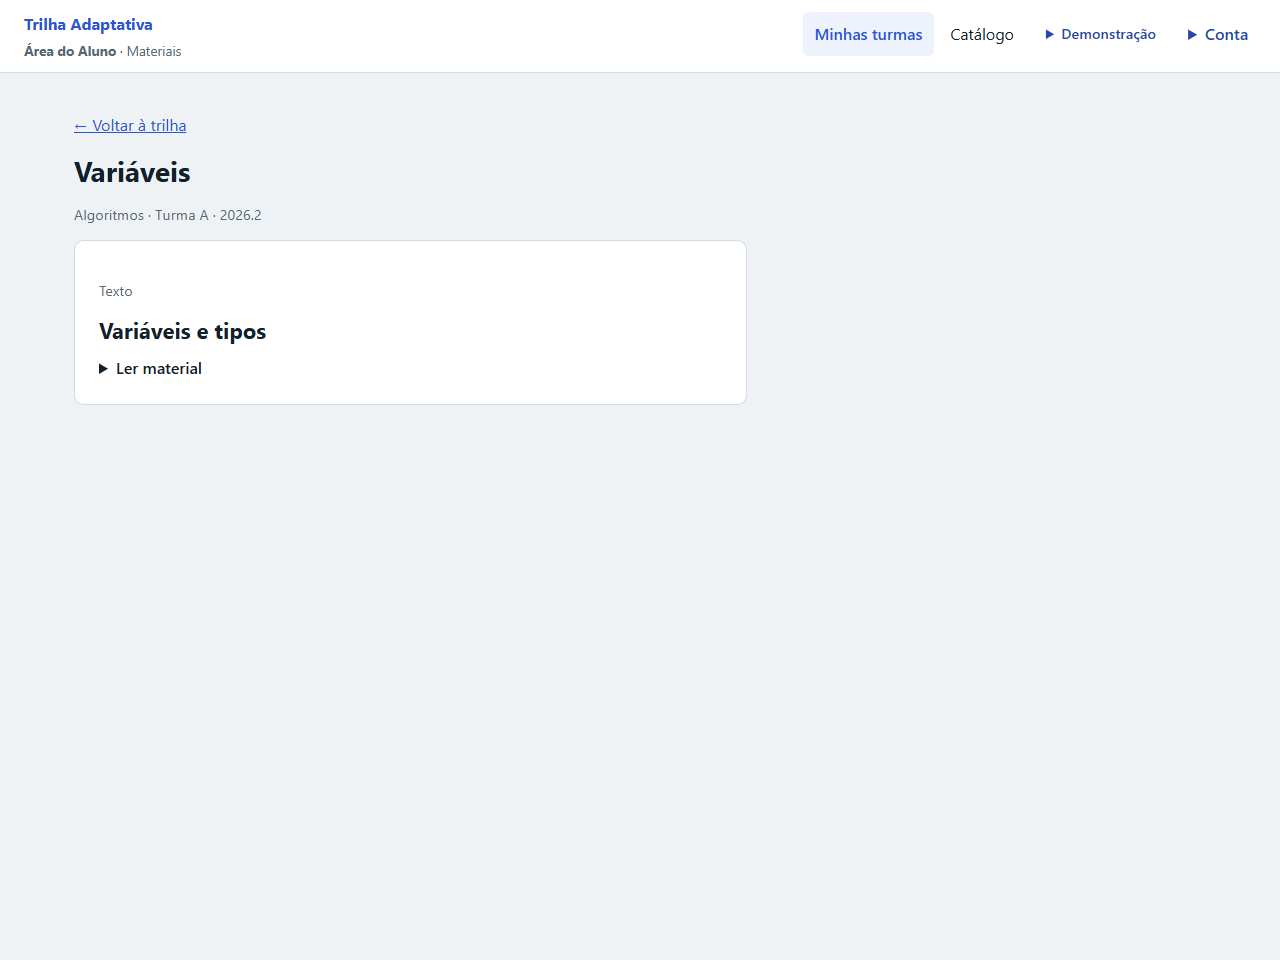 Trilha Adaptativa
Área do Aluno · Materiais
Minhas turmas
Catálogo
▶ Demonstração
▶ Conta
← Voltar à trilha
Variáveis
Algoritmos · Turma A · 2026.2
Texto
Variáveis e tipos
▶ Ler material